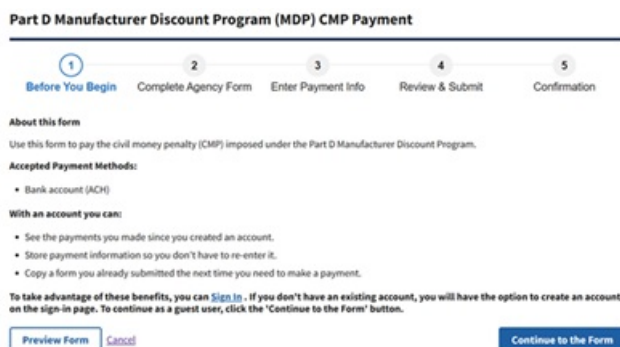 Part D Manufacturer Discount Program (MDP) CMP Payment
1 2 3 4 5
Before You Begin Complete Agency Form Enter Payment Info Review & Submit Confirmation
About this form
Use this form to pay the civil money penalty (CMP) imposed under the Part D Manufacturer Discount Program.
Accepted Payment Methods:
• Bank account (ACH)
With an account you can:
• See the payments you made since you created an account.
• Store payment information so you don't have to re-enter it.
• Copy a form you already submitted the next time you need to make a payment.
To take advantage of these benefits, you can Sign In . If you don't have an existing account, you will have the option to create an account
on the sign-in page. To continue as a guest user, click the 'Continue to the Form' button.
Preview Form Cancel Continue to the Form